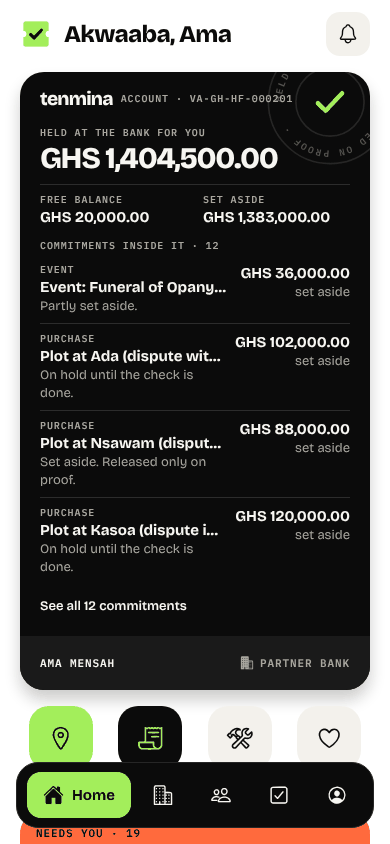 Akwaaba, Ama
tenmina ACCOUNT · VA-GH-HF-000201
HELD AT THE BANK FOR YOU
GHS 1,404,500.00
FREE BALANCE
GHS 20,000.00
SET ASIDE
GHS 1,383,000.00
COMMITMENTS INSIDE IT · 12
EVENT
Event: Funeral of Opany...
Partly set aside.
GHS 36,000.00
set aside
PURCHASE
Plot at Ada (dispute wit...
On hold until the check is
done.
GHS 102,000.00
set aside
PURCHASE
Plot at Nsawam (disput...
Set aside. Released only on
proof.
GHS 88,000.00
set aside
PURCHASE
Plot at Kasoa (dispute i...
On hold until the check is
done.
GHS 120,000.00
set aside
See all 12 commitments
AMA MENSAH
PARTNER BANK
Home
NEEDS YOU · 19